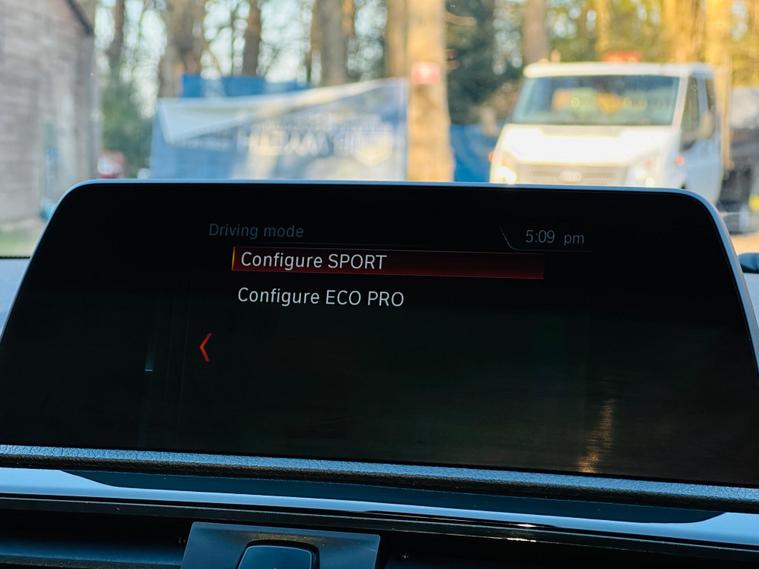 Driving mode
5:09 pm
Configure SPORT
Configure ECO PRO